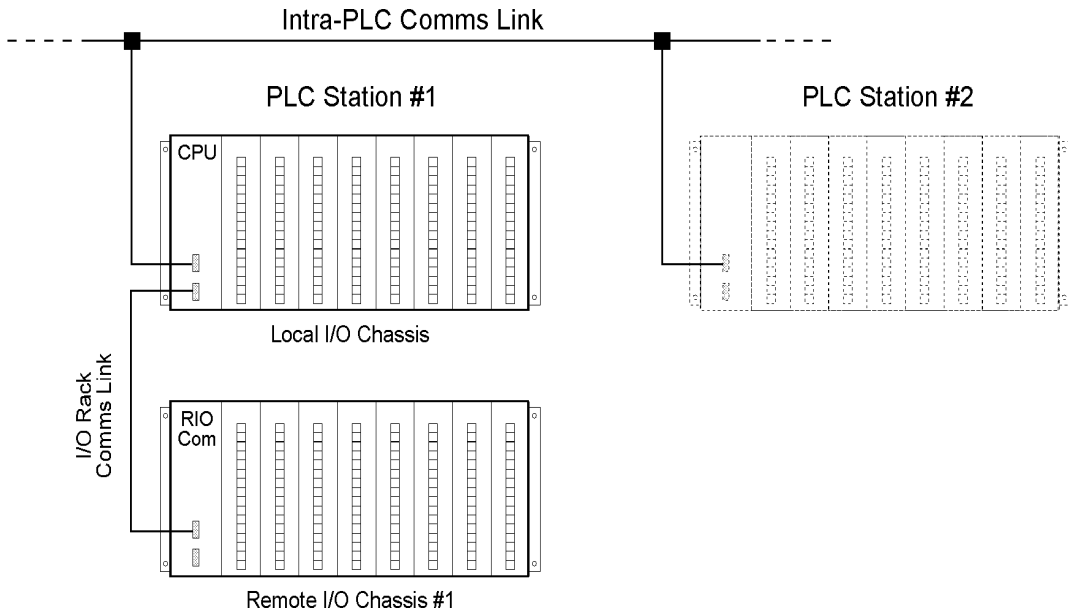 Intra-PLC Comms Link
PLC Station #1
PLC Station #2
CPU
Local I/O Chassis
I/O Rack
Comms Link
RIO
Com
Remote I/O Chassis #1